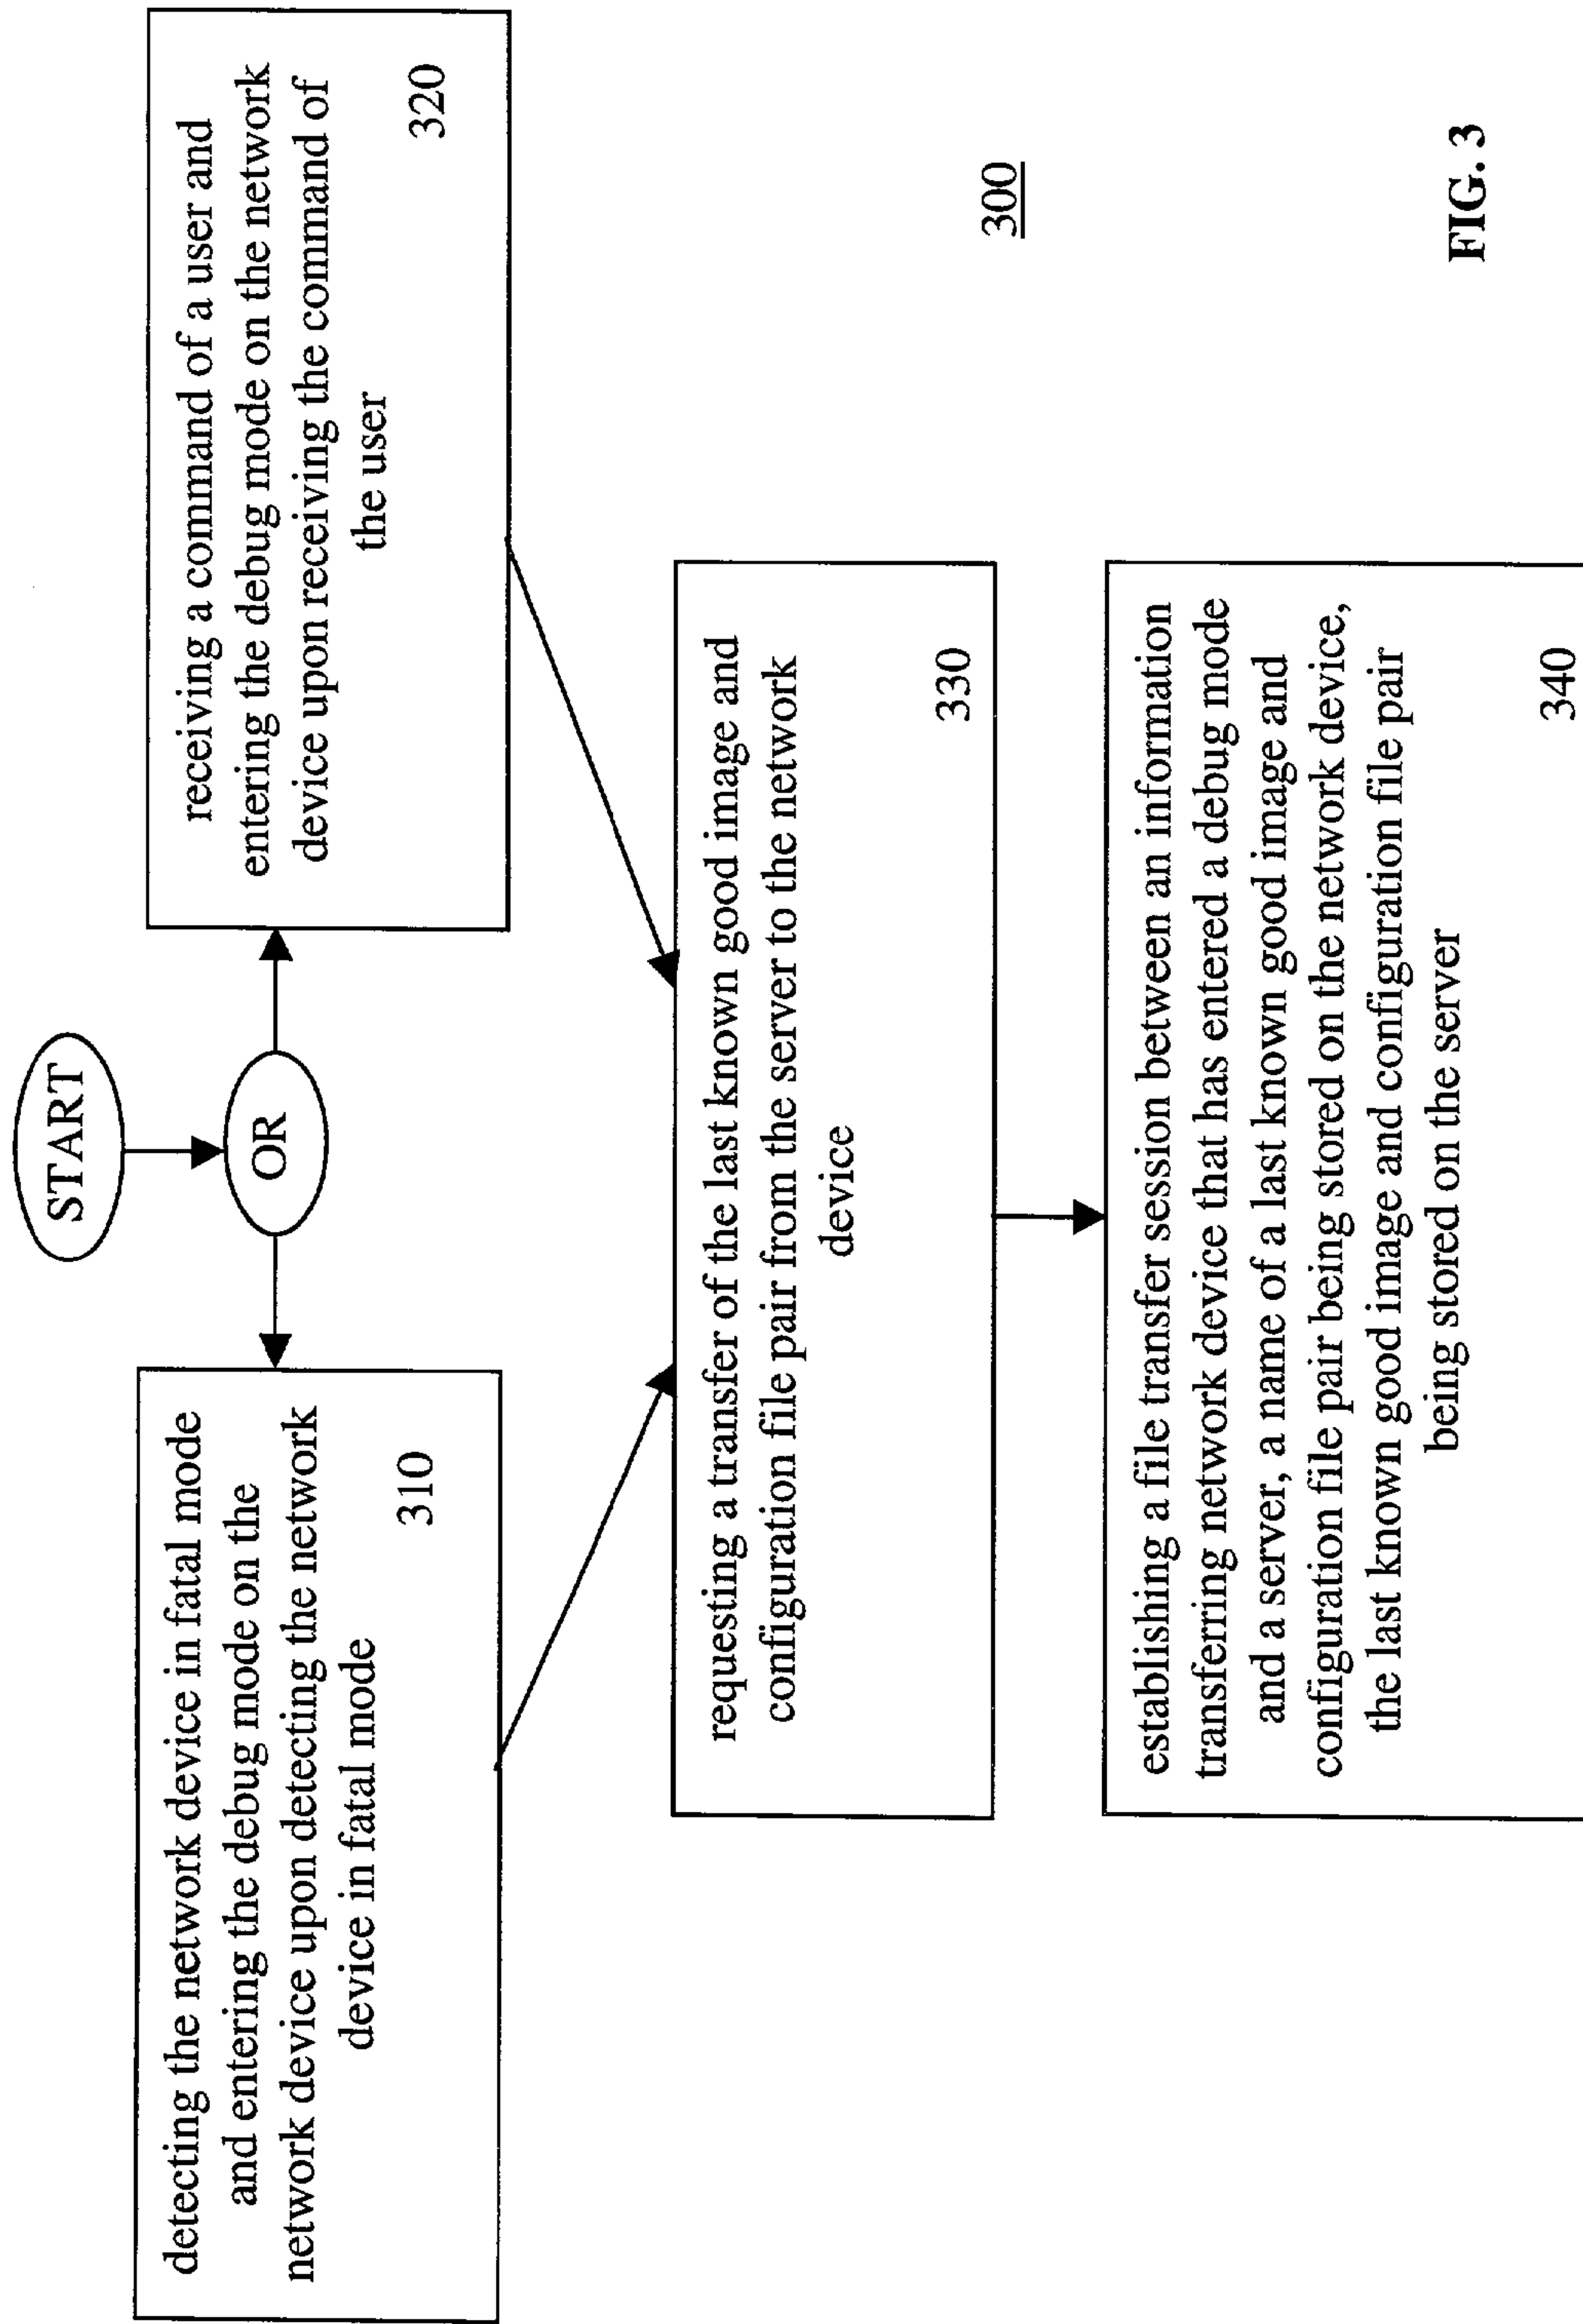 START
OR
detecting the network device in fatal mode
and entering the debug mode on the
network device upon detecting the network
device in fatal mode
310
receiving a command of a user and
entering the debug mode on the network
device upon receiving the command of
the user
320
requesting a transfer of the last known good image and
configuration file pair from the server to the network
device
330
establishing a file transfer session between an information
transferring network device that has entered a debug mode
and a server, a name of a last known good image and
configuration file pair being stored on the network device,
the last known good image and configuration file pair
being stored on the server
340
300
FIG. 3